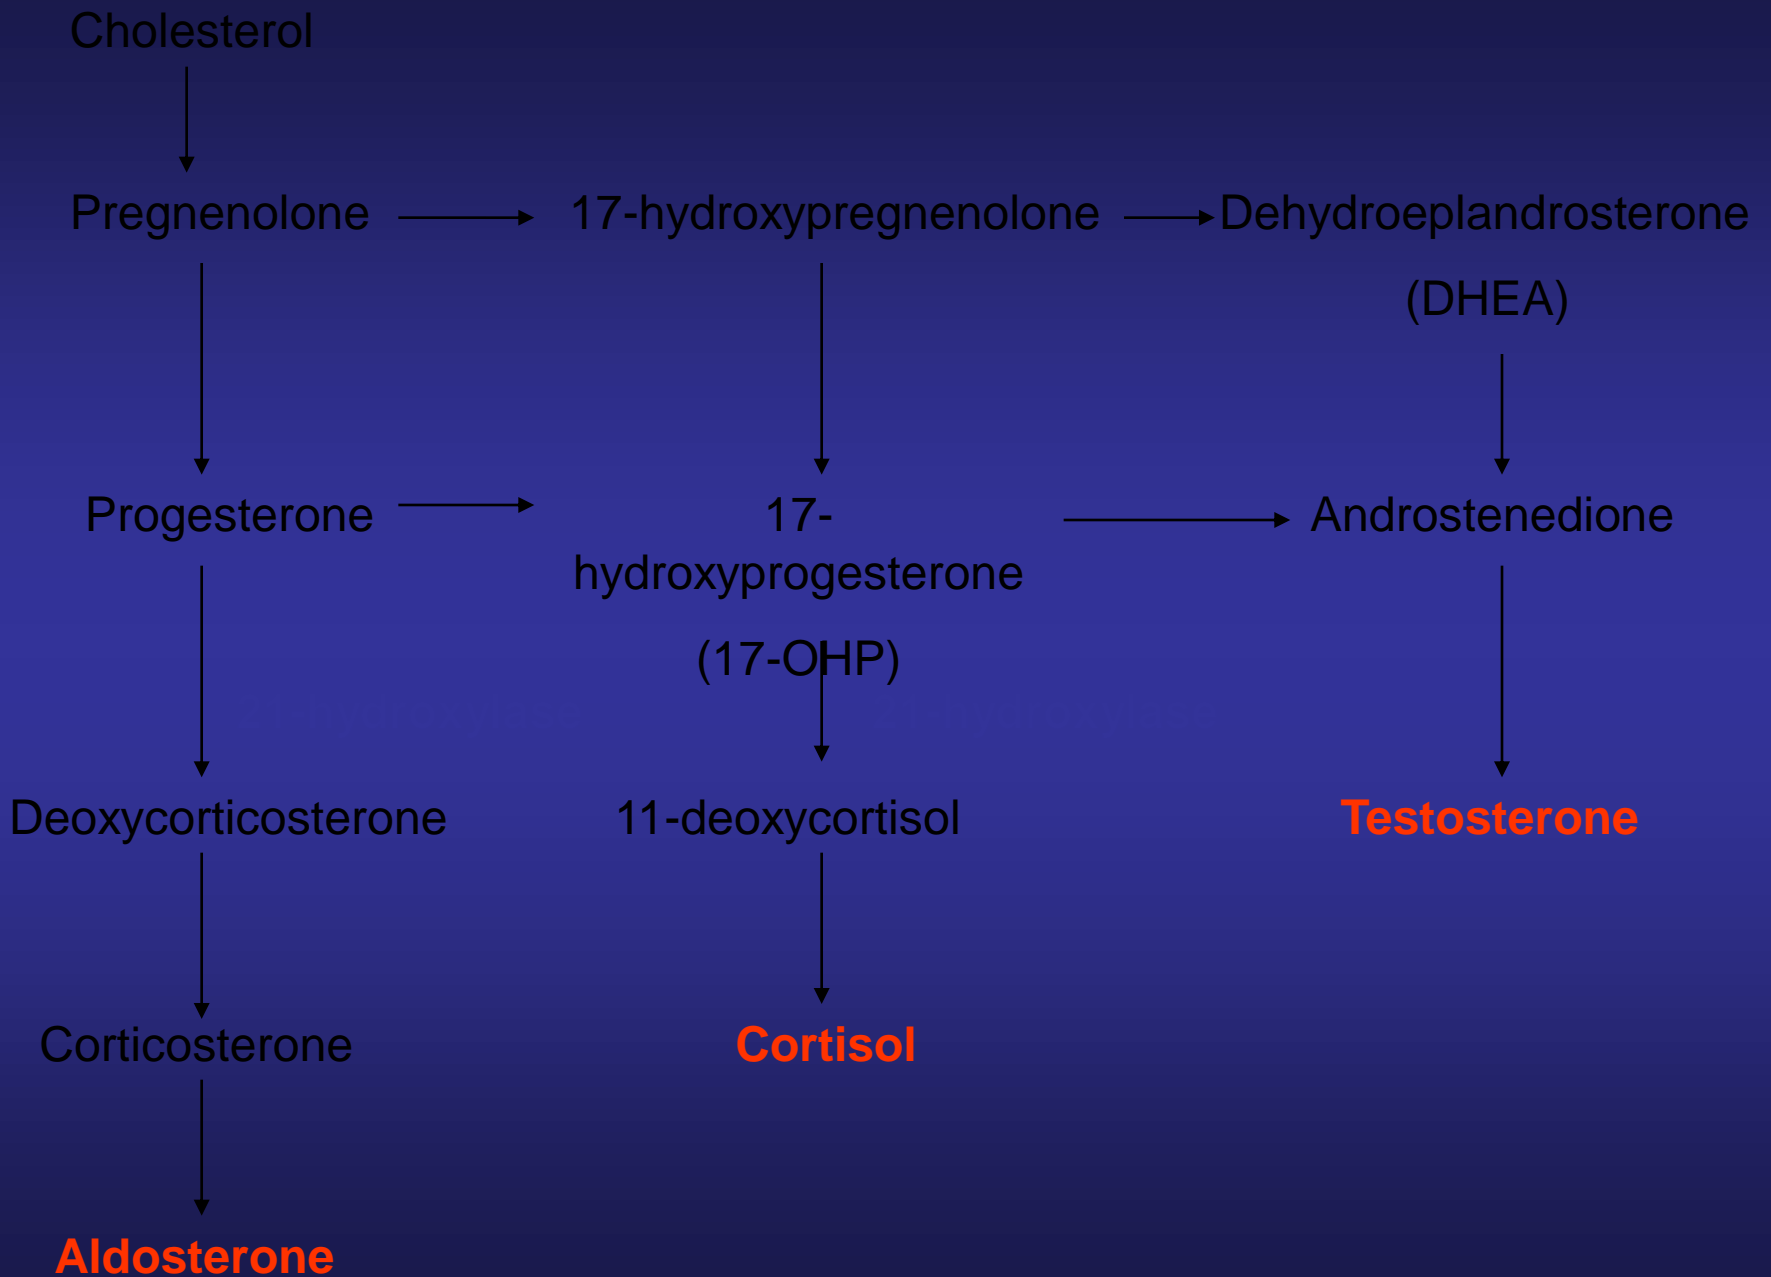 Cholesterol
Pregnenolone
17-hydroxypregnenolone
Dehydroeplandrosterone
(DHEA)
Progesterone
17-
hydroxyprogesterone
(17-OHP)
Androstenedione
Deoxycorticosterone
11-deoxycortisol
Testosterone
Corticosterone
Cortisol
Aldosterone